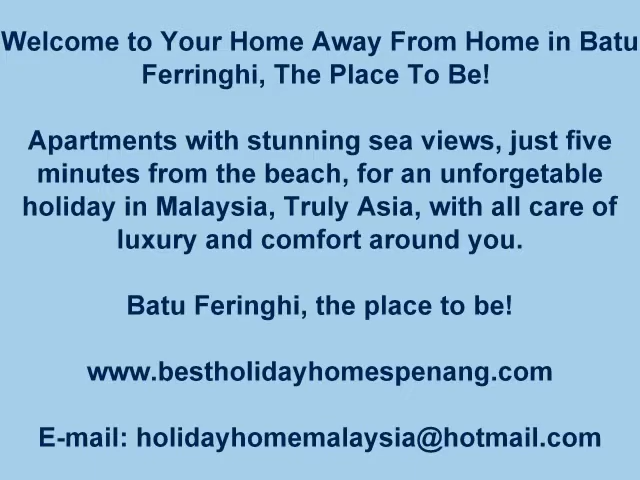 Welcome to Your Home Away From Home in Batu
Ferringhi, The Place To Be!
Apartments with stunning sea views, just five
minutes from the beach, for an unforgetable
holiday in Malaysia, Truly Asia, with all care of
luxury and comfort around you.
Batu Feringhi, the place to be!
www.bestholidayhomespenang.com
E-mail: holidayhomemalaysia@hotmail.com